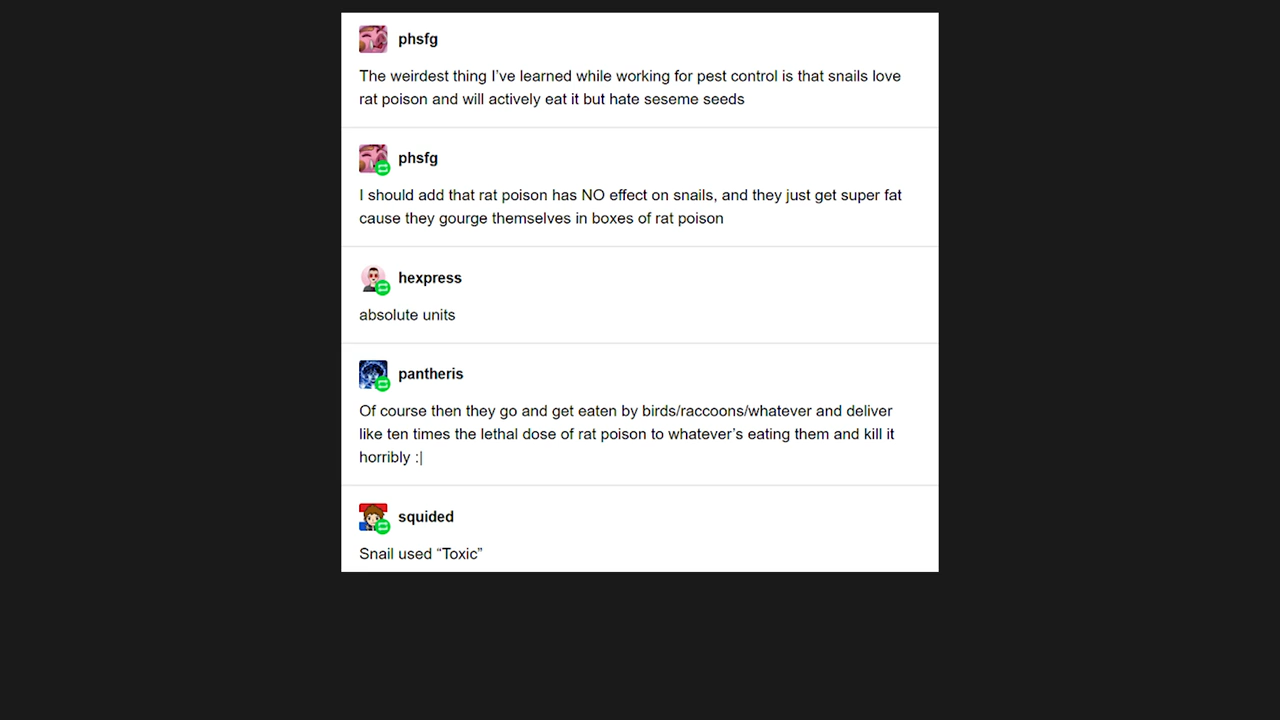 phsfg
The weirdest thing I’ve learned while working for pest control is that snails love
rat poison and will actively eat it but hate seseme seeds
phsfg
I should add that rat poison has NO effect on snails, and they just get super fat
cause they gourge themselves in boxes of rat poison
hexpress
absolute units
pantheris
Of course then they go and get eaten by birds/raccoons/whatever and deliver
like ten times the lethal dose of rat poison to whatever’s eating them and kill it
horribly :|
squided
Snail used “Toxic”